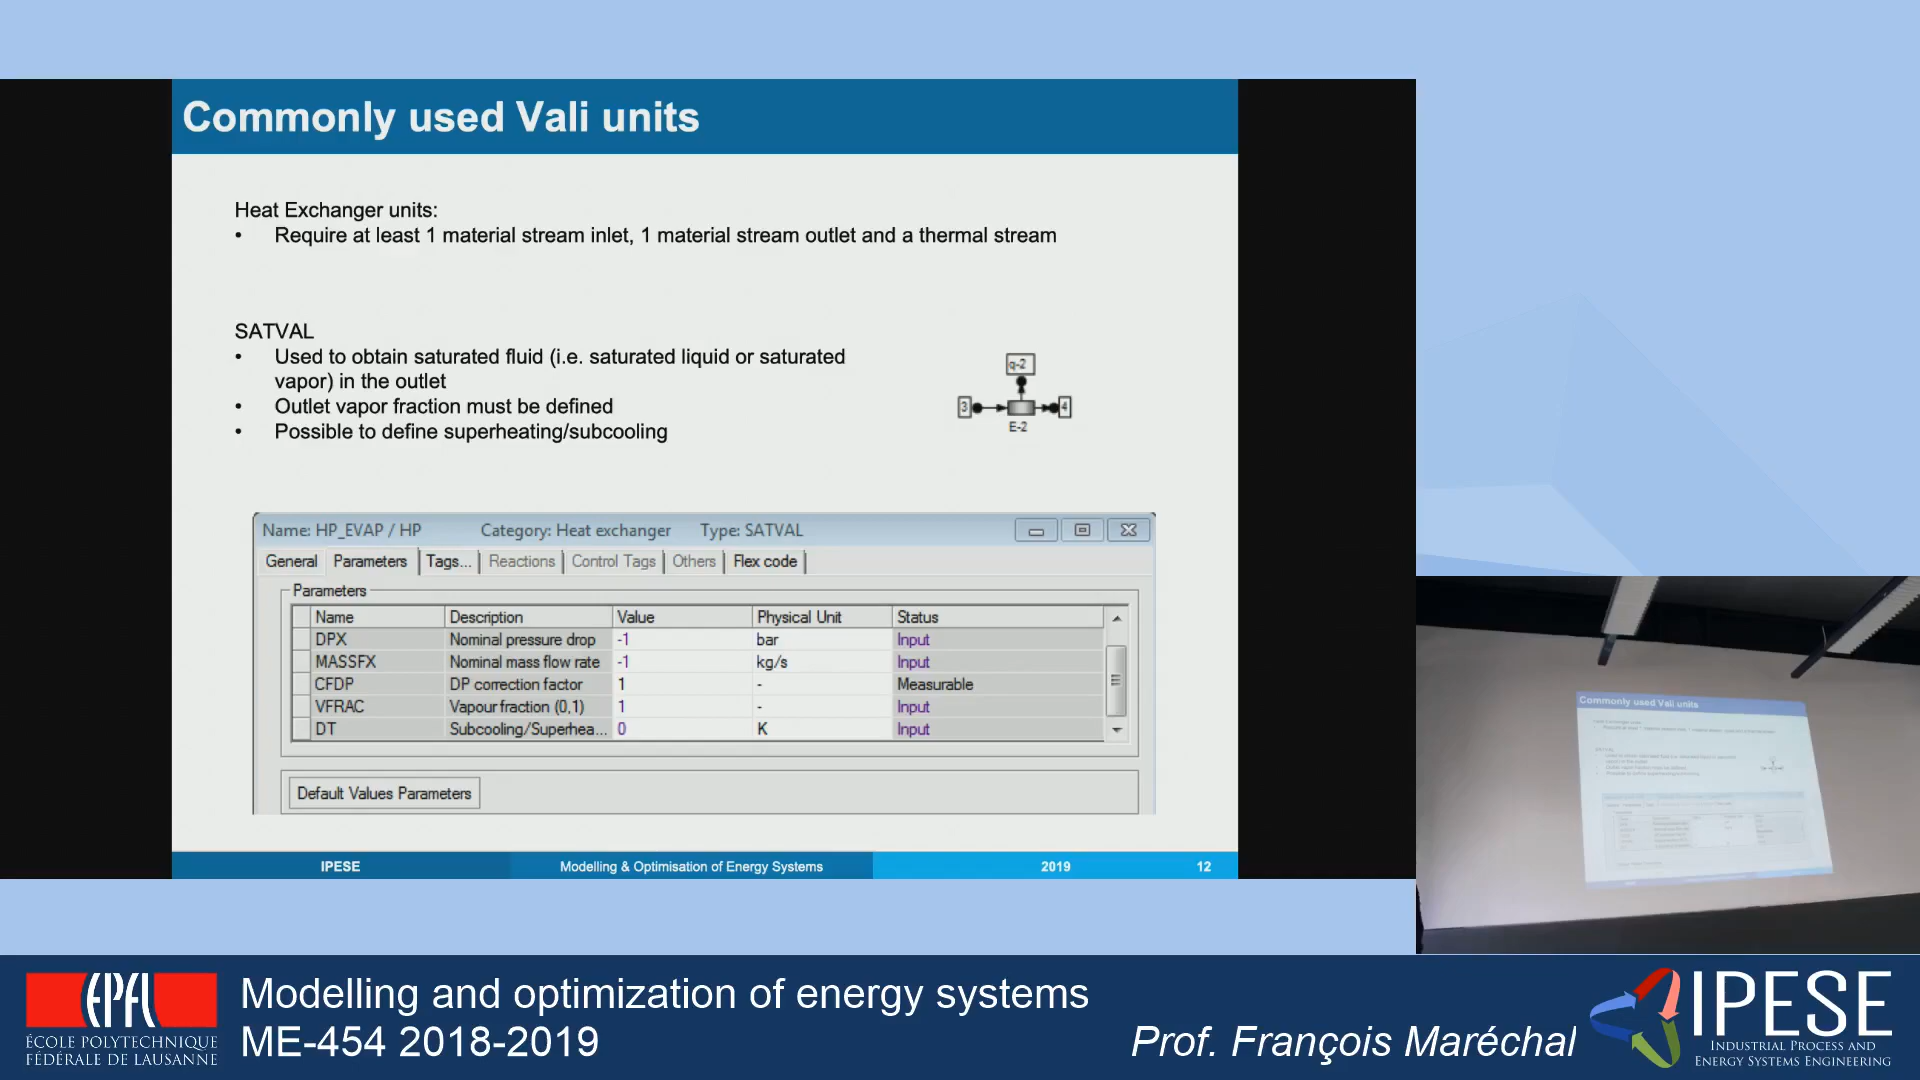 Commonly used Vali units
Heat Exchanger units:
• Require at least 1 material stream inlet, 1 material stream outlet and a thermal stream
SATVAL
• Used to obtain saturated fluid (i.e. saturated liquid or saturated
vapor) in the outlet
• Outlet vapor fraction must be defined
• Possible to define superheating/subcooling
q-2
3
4
E-2
Name: HP_EVAP / HP Category: Heat exchanger Type: SATVAL
General Parameters Tags... Reactions Control Tags Others Flex code
Parameters
Name Description Value Physical Unit Status
DPX Nominal pressure drop -1 bar Input
MASSFX Nominal mass flow rate -1 kg/s Input
CFDP DP correction factor 1 - Measurable
VFRAC Vapour fraction (0,1) 1 - Input
DT Subcooling/Superhea... 0 K Input
Default Values Parameters
IPESE Modelling & Optimisation of Energy Systems 2019 12
Commonly used Vali units
EPFL
ÉCOLE POLYTECHNIQUE
FÉDÉRALE DE LAUSANNE
Modelling and optimization of energy systems
ME-454 2018-2019
Prof. François Maréchal
IPESE
INDUSTRIAL PROCESS AND
ENERGY SYSTEMS ENGINEERING